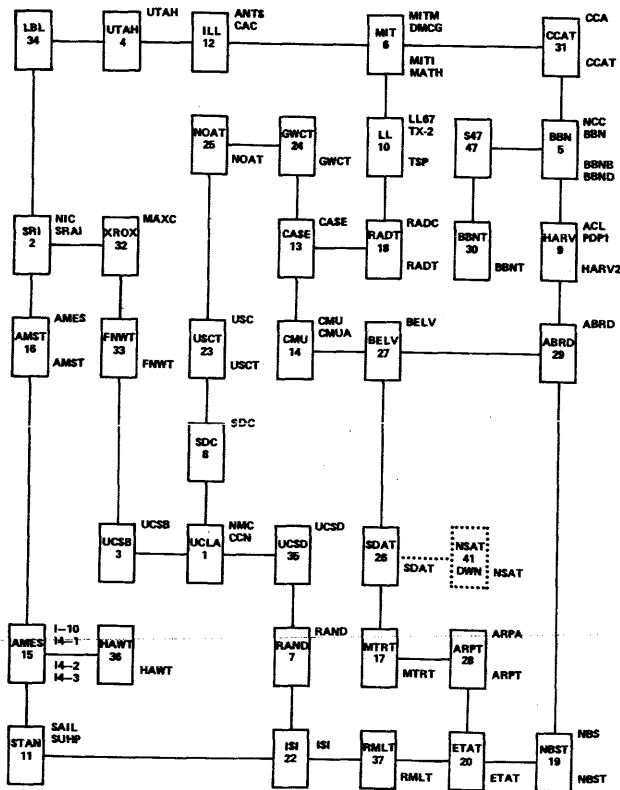 LBL
34
UTAH
4
UTAH
ILL
12
ANTS
CAC
MIT
6
MITM
DMCG
MITI
MATH
CCAT
31
CCA
CCAT
NOAT
25
NOAT
GWCT
24
GWCT
LL
10
LL67
TX-2
TSP
S47
47
BBN
5
NCC
BBN
BBNB
BBND
SRI
2
NIC
SRAI
XROX
32
MAXC
CASE
13
CASE
RADT
18
RADC
RADT
BBNT
30
BBNT
HARV
9
ACL
PDP1
HARV2
AMST
16
AMES
AMST
FNWT
33
FNWT
USCT
23
USC
USCT
CMU
14
CMU
CMUA
BELV
27
BELV
ABRD
29
ABRD
SDC
8
SDC
UCSB
3
UCSB
UCLA
1
NMC
CCN
UCSD
35
UCSD
SDAT
26
SDAT
NSAT
41
DWN
NSAT
AMES
15
I-10
I4-1
I4-2
I4-3
HAWT
36
HAWT
RAND
7
RAND
MTRT
17
MTRT
ARPT
28
ARPA
ARPT
STAN
11
SAIL
SUHP
ISI
22
ISI
RMLT
37
RMLT
ETAT
20
ETAT
NBST
19
NBS
NBST